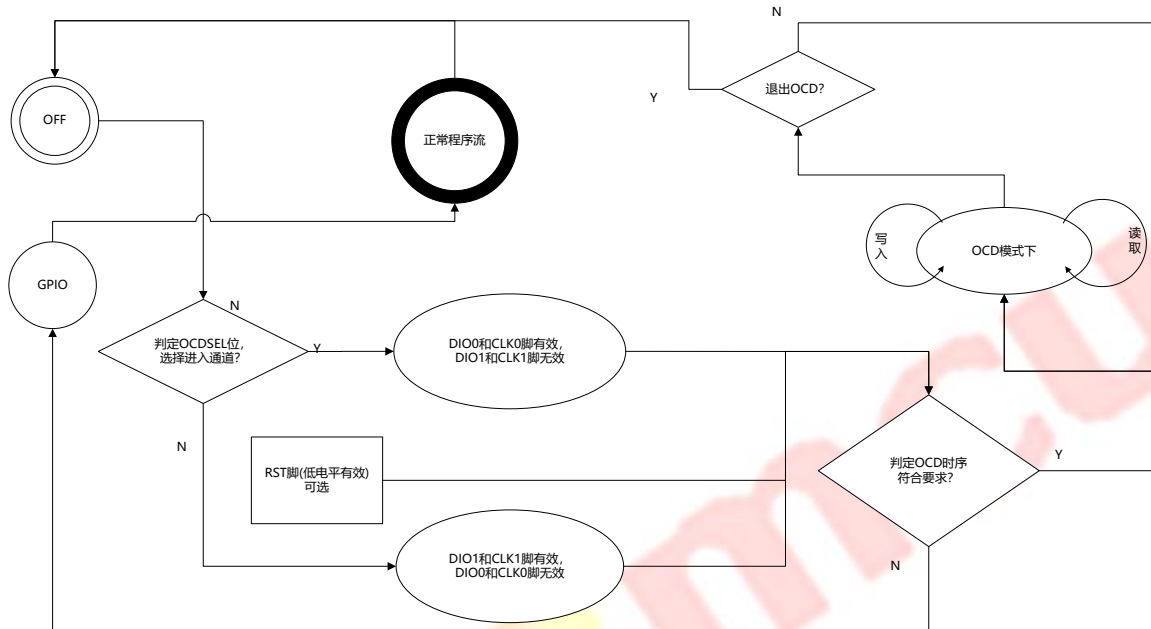 N
退出OCD?
Y
OFF
正常程序流
写
入
OCD模式下
读
取
GPIO
N
判定OCDSEL位，
选择进入通道？
Y
DIO0和CLK0脚有效，
DIO1和CLK1脚无效
N
RST脚(低电平有效)
可选
判定OCD时序
符合要求？
Y
DIO1和CLK1脚有效，
DIO0和CLK0脚无效
N
mcu